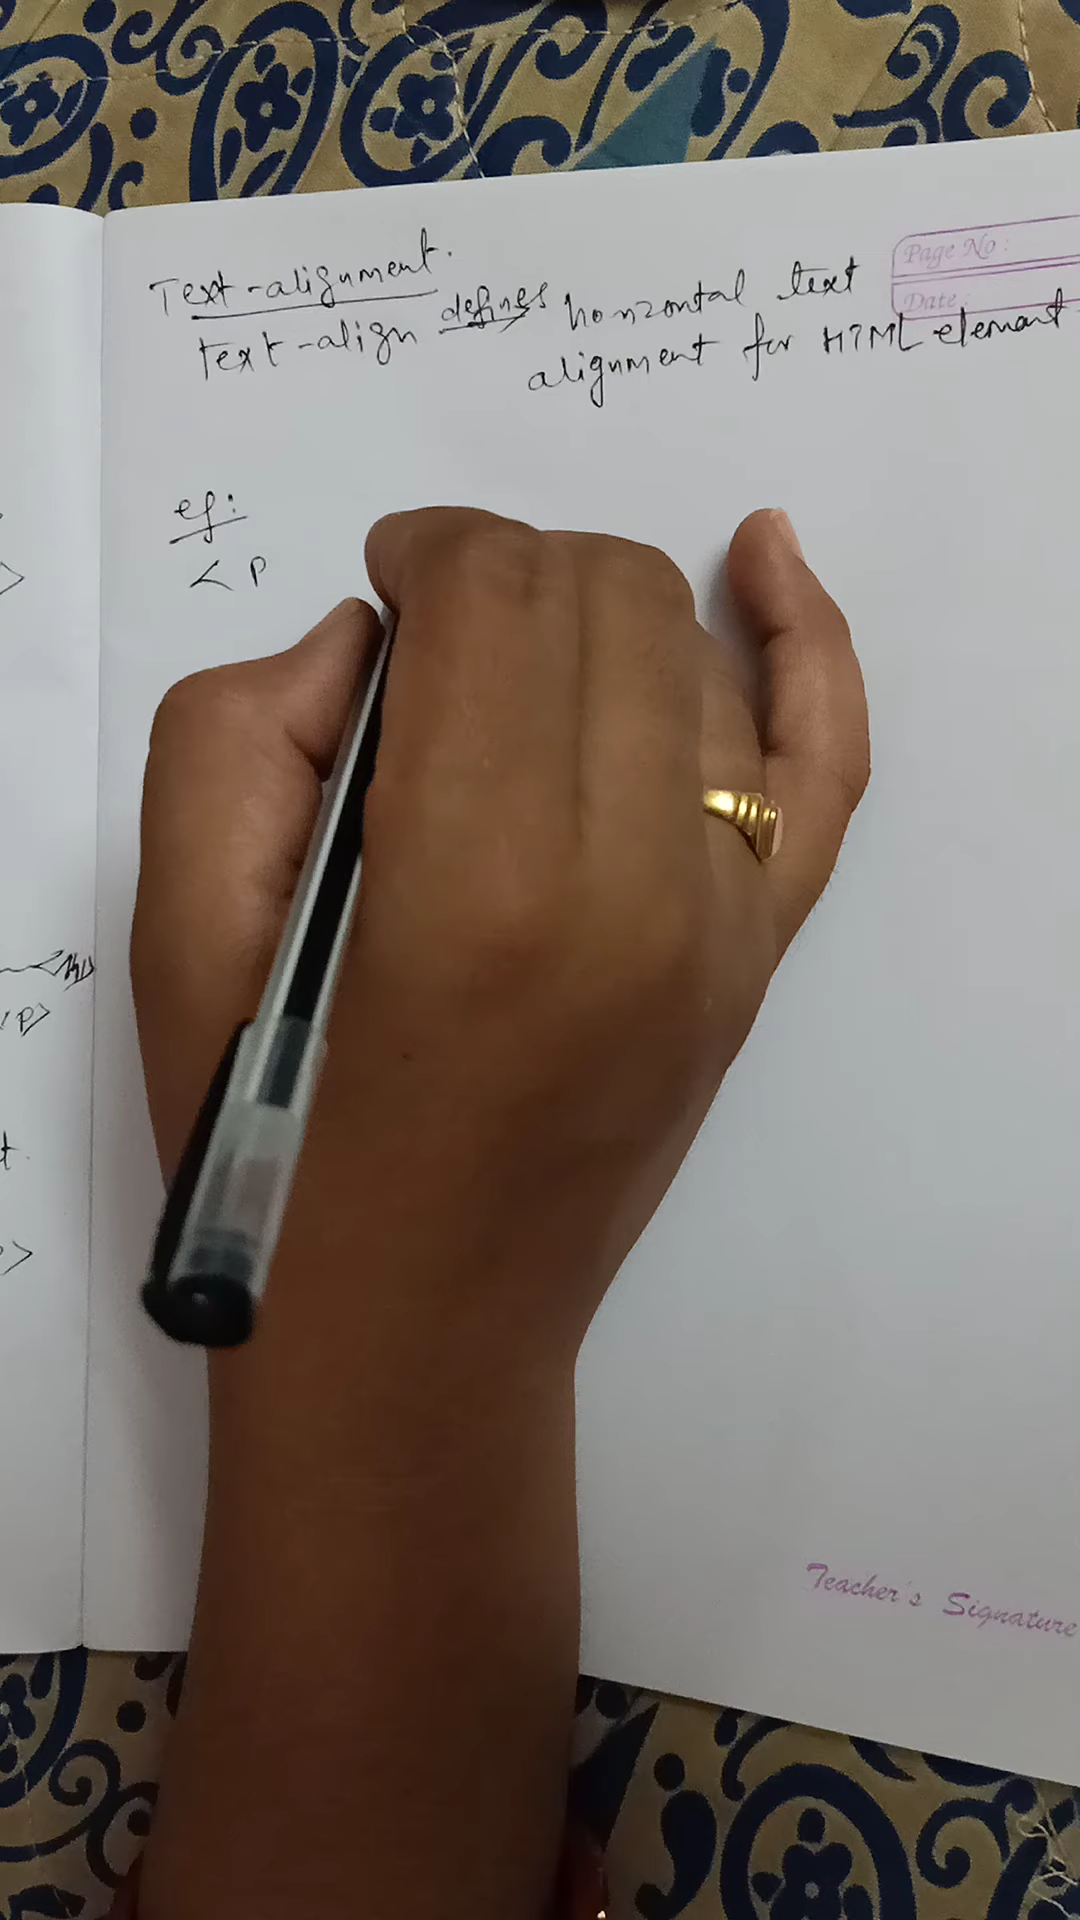 Page No :
Date :
Text-alignment.
text-align defines horizontal text
alignment for HTML element.
eg:
< P
/P>
t.
>
Teacher's Signature